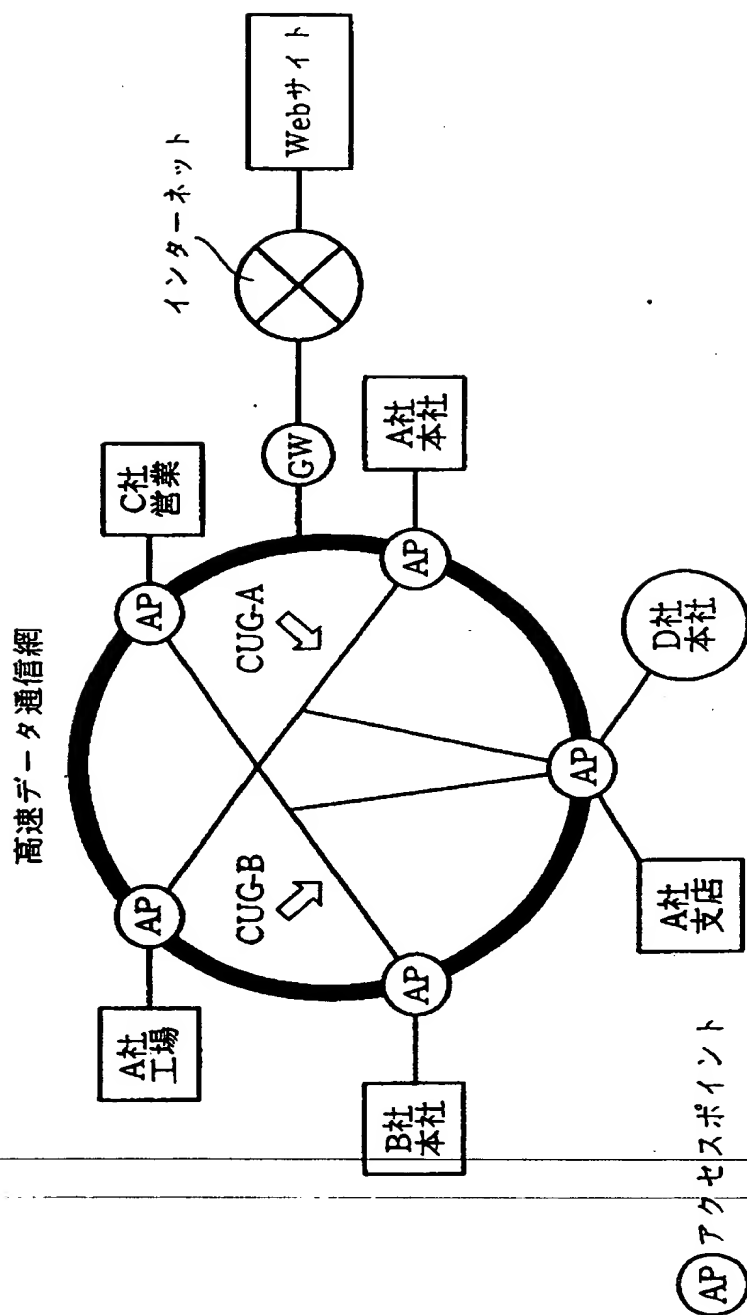 高速データ通信網
A社
工場
C社
営業
B社
本社
A社
本社
A社
支店
D社
本社
AP
AP
AP
AP
AP
GW
CUG-A
CUG-B
インターネット
Webサイト
AP アクセスポイント